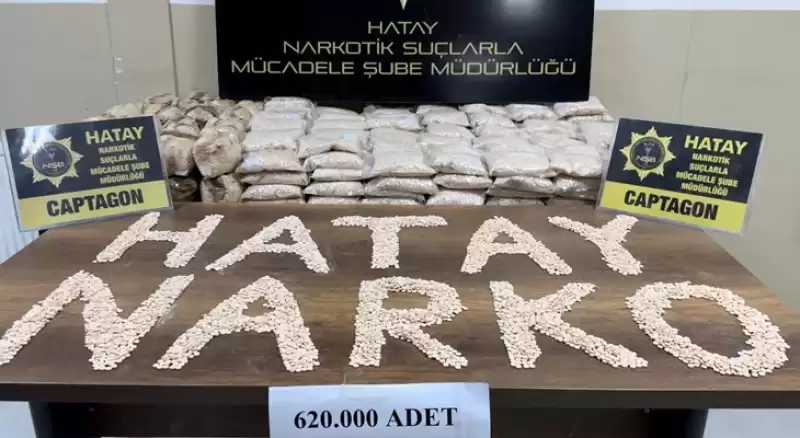 HATAY
NARKOTİK SUÇLARLA
MÜCADELE ŞUBE MÜDÜRLÜĞÜ
HATAY
NARKOTİK
SUÇLARLA
MÜCADELE ŞUBE
MÜDÜRLÜĞÜ
CAPTAGON
HATAY
NARKOTİK
SUÇLARLA
MÜCADELE ŞUBE
MÜDÜRLÜĞÜ
CAPTAGON
HATAY
NARKO
620.000 ADET